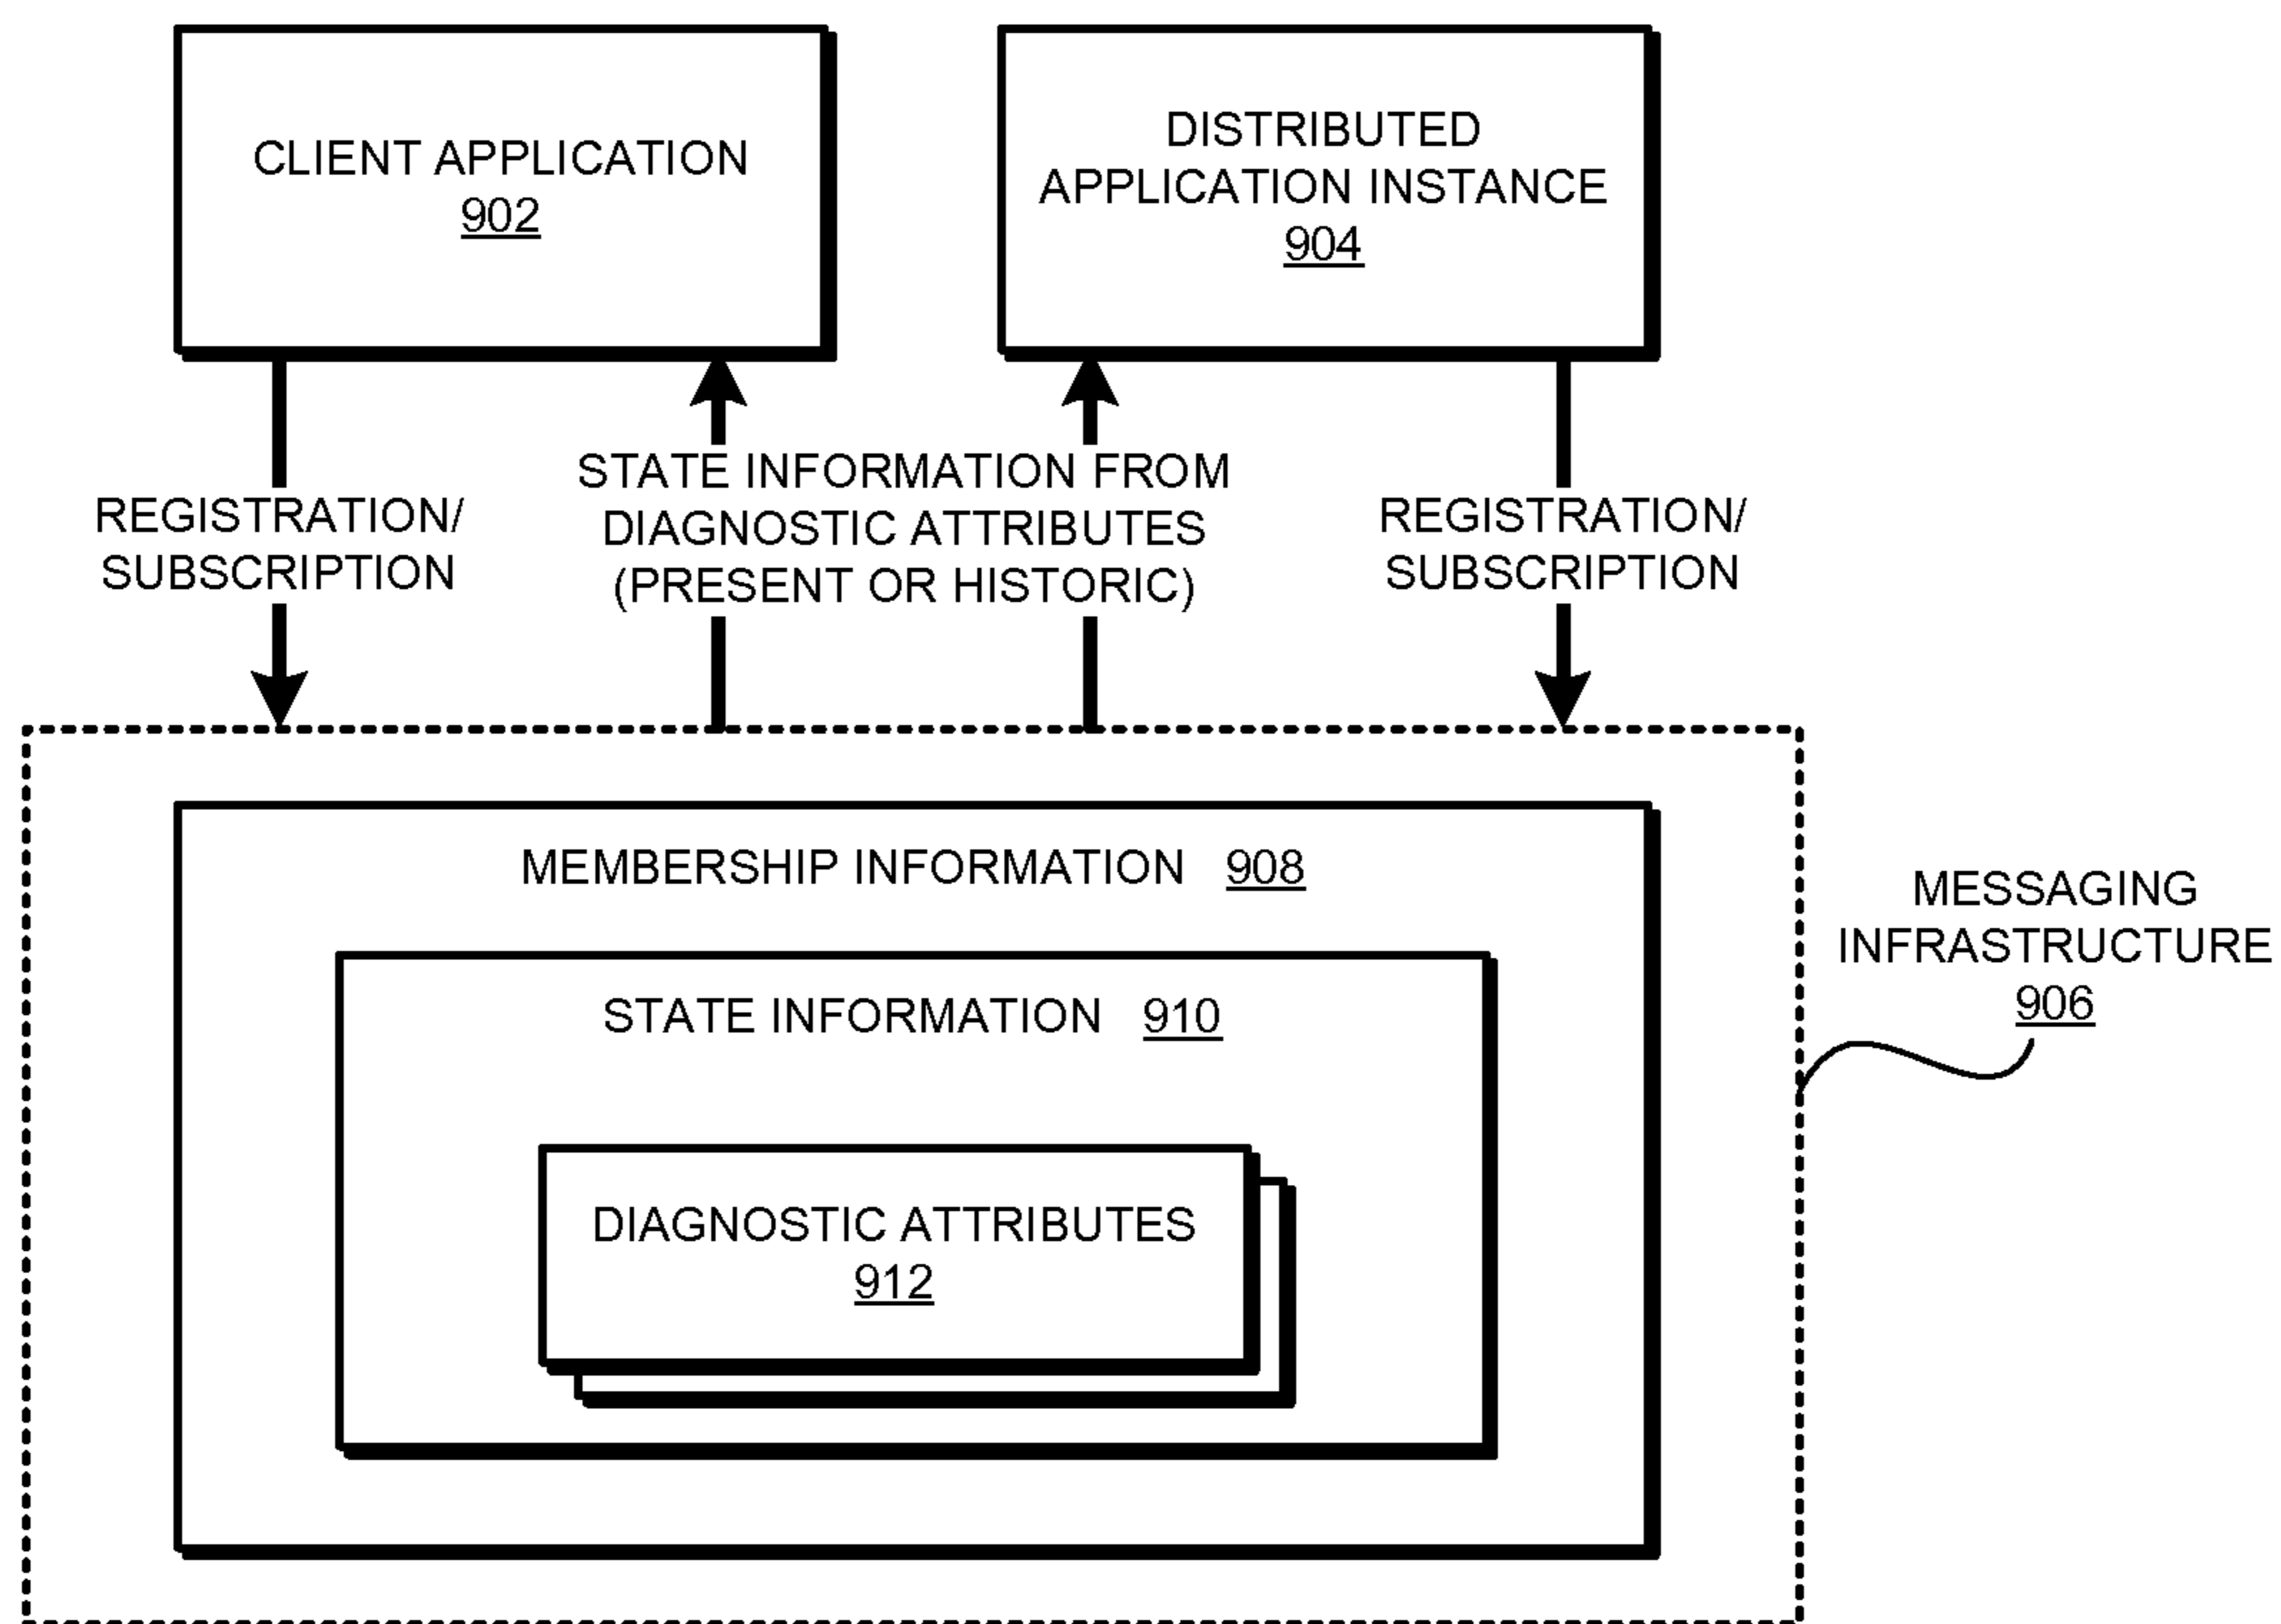 CLIENT APPLICATION
902
DISTRIBUTED
APPLICATION INSTANCE
904
REGISTRATION/
SUBSCRIPTION
STATE INFORMATION FROM
DIAGNOSTIC ATTRIBUTES
(PRESENT OR HISTORIC)
REGISTRATION/
SUBSCRIPTION
MEMBERSHIP INFORMATION 908
STATE INFORMATION 910
DIAGNOSTIC ATTRIBUTES
912
MESSAGING
INFRASTRUCTURE
906